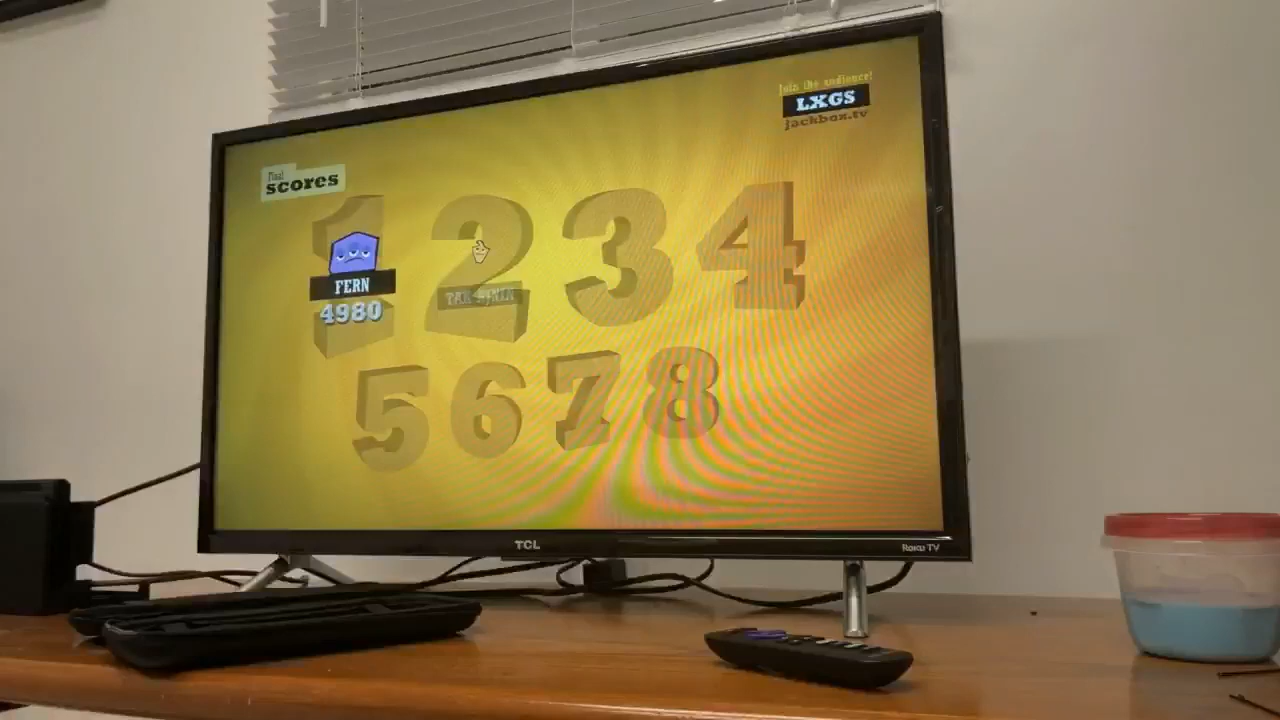 Join the audience!
LXGS
jackbox.tv
Final
scores
1 2 3 4
FERN
4980
5 6 7 8
TCL
Roku TV